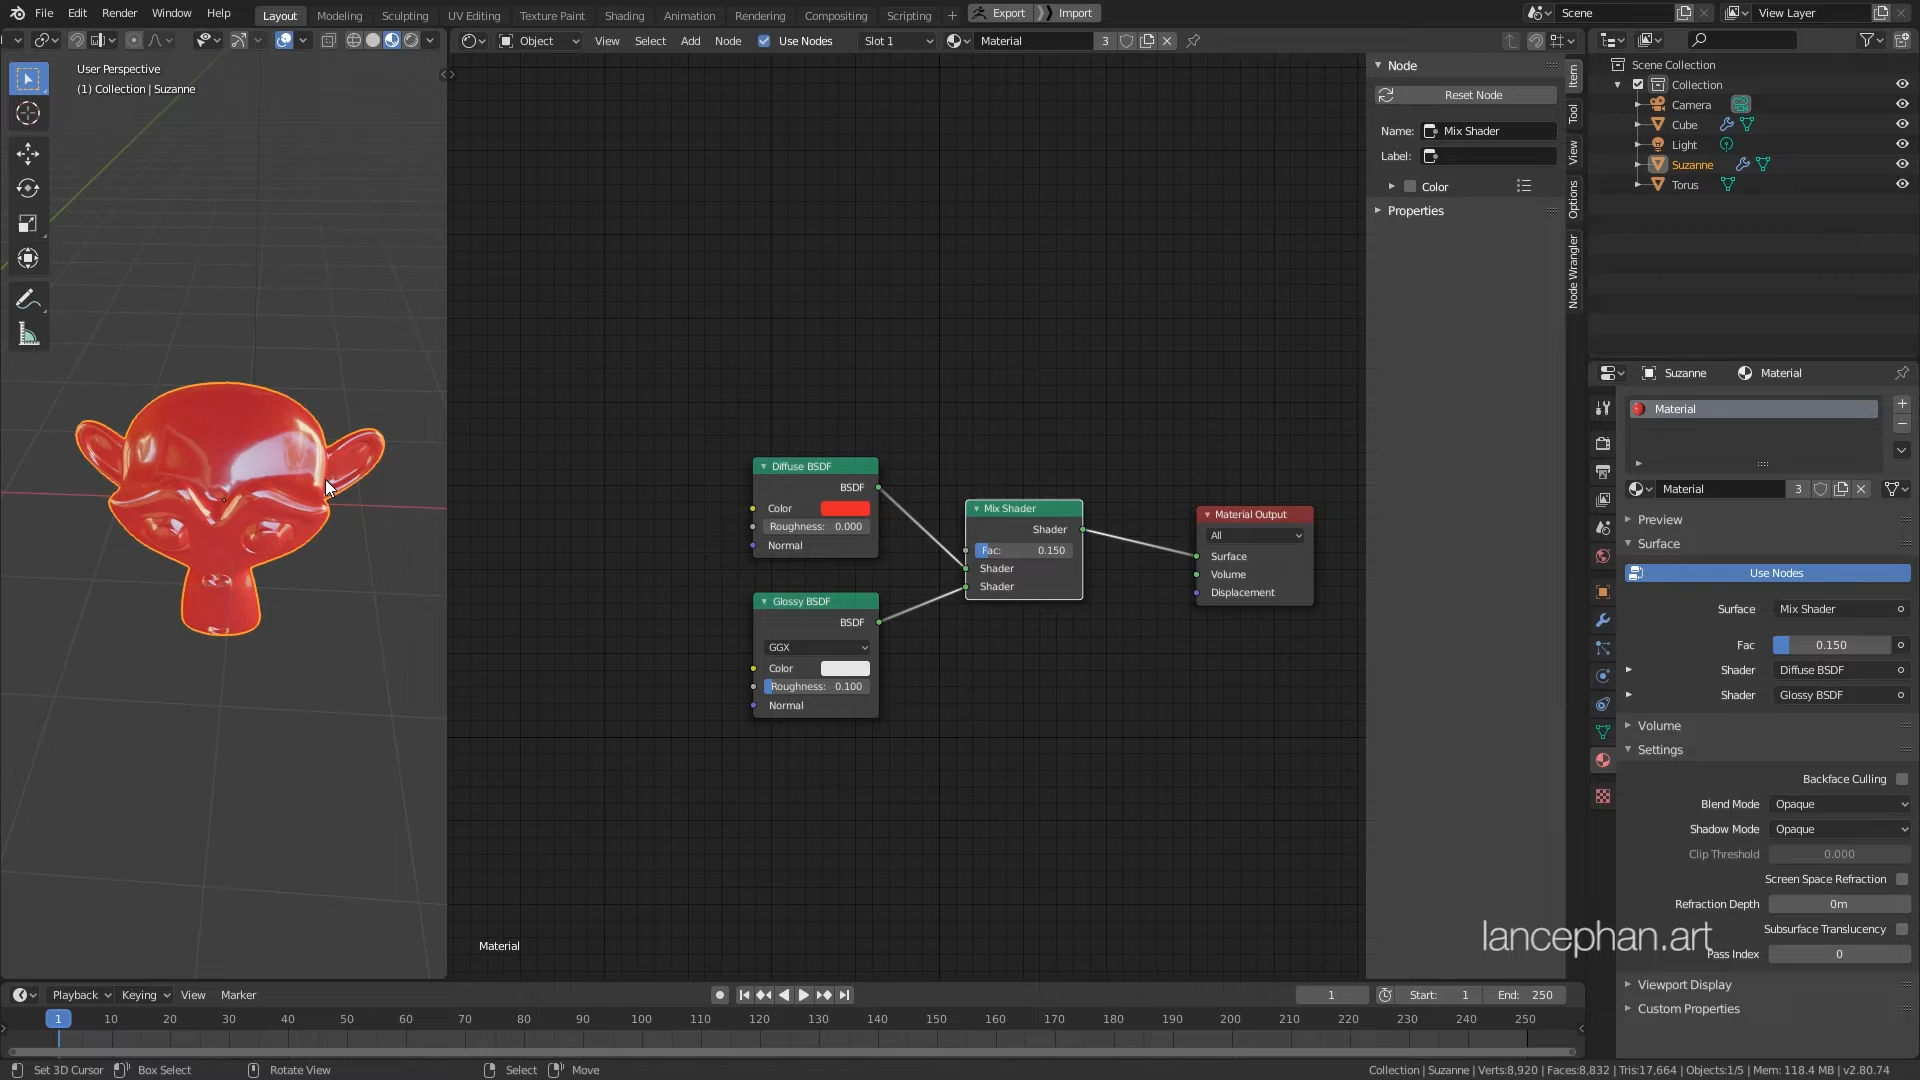 File Edit Render Window Help Layout Modeling Sculpting UV Editing Texture Paint Shading Animation Rendering Compositing Scripting + Export Import Scene View Layer
Object View Select Add Node Use Nodes Slot 1 Material 3
User Perspective
(1) Collection | Suzanne
Node
Reset Node
Name: Mix Shader
Label:
Color
Properties
Item
Tool
View
Options
Node Wrangler
Scene Collection
Collection
Camera
Cube
Light
Suzanne
Torus
Diffuse BSDF
BSDF
Color
Roughness: 0.000
Normal
Glossy BSDF
BSDF
GGX
Color
Roughness: 0.100
Normal
Mix Shader
Shader
Fac: 0.150
Shader
Shader
Material Output
All
Surface
Volume
Displacement
Material
Suzanne Material
Material
Material 3
Preview
Surface
Use Nodes
Surface Mix Shader
Fac 0.150
Shader Diffuse BSDF
Shader Glossy BSDF
Volume
Settings
Backface Culling
Blend Mode Opaque
Shadow Mode Opaque
Clip Threshold 0.000
Screen Space Refraction
Refraction Depth 0m
Subsurface Translucency
Pass Index 0
Viewport Display
Custom Properties
lancephan.art
Playback Keying View Marker 1 Start: 1 End: 250
1 10 20 30 40 50 60 70 80 90 100 110 120 130 140 150 160 170 180 190 200 210 220 230 240 250
Set 3D Cursor Box Select Rotate View Select Move Collection | Suzanne | Verts:8,920 | Faces:8,832 | Tris:17,664 | Objects:1/5 | Mem: 118.4 MB | v2.80.74